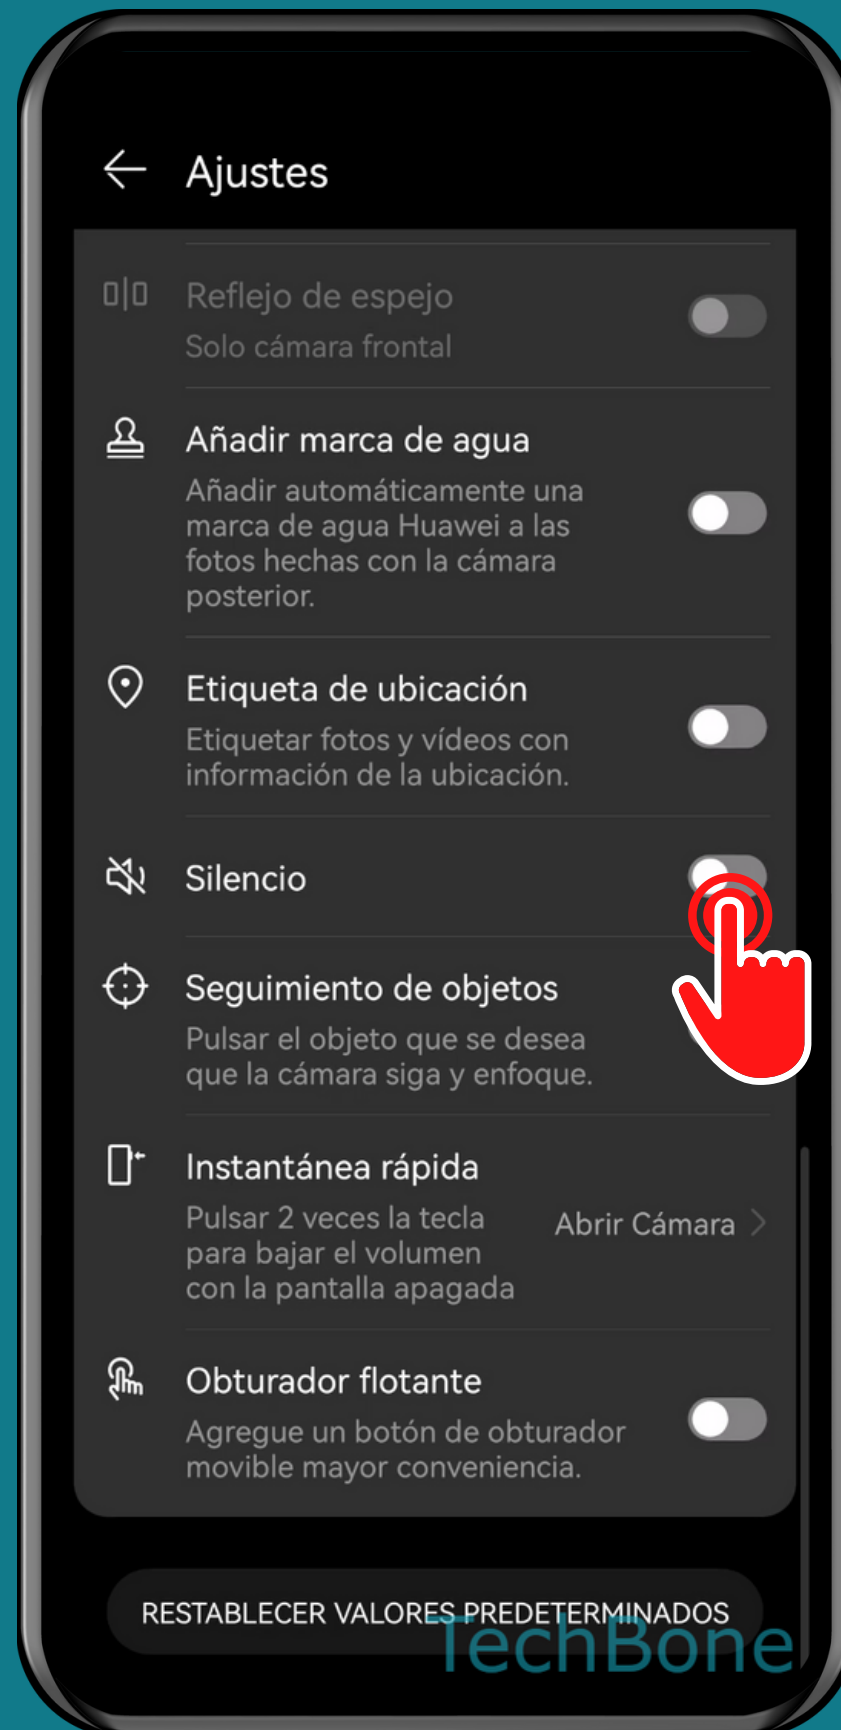 Ajustes
Reflejo de espejo
Solo cámara frontal
Añadir marca de agua
Añadir automáticamente una
marca de agua Huawei a las
fotos hechas con la cámara
posterior.
Etiqueta de ubicación
Etiquetar fotos y vídeos con
información de la ubicación.
Silencio
Seguimiento de objetos
Pulsar el objeto que se desea
que la cámara siga y enfoque.
Instantánea rápida
Pulsar 2 veces la tecla
para bajar el volumen
con la pantalla apagada
Abrir Cámara
Obturador flotante
Agregue un botón de obturador
movible mayor conveniencia.
RESTABLECER VALORES PREDETERMINADOS
TechBone